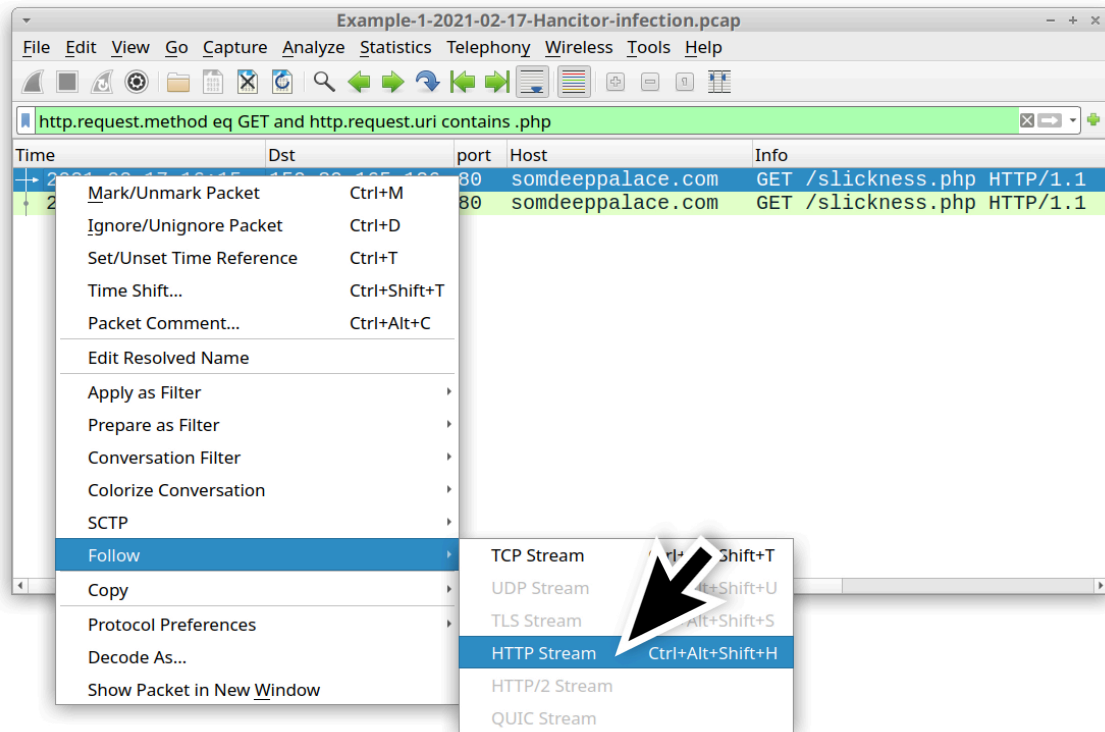 Example-1-2021-02-17-Hancitor-infection.pcap
File Edit View Go Capture Analyze Statistics Telephony Wireless Tools Help
http.request.method eq GET and http.request.uri contains .php
Time Dst port Host Info
80 somdeeppalace.com GET /slickness.php HTTP/1.1
2 80 somdeeppalace.com GET /slickness.php HTTP/1.1
Mark/Unmark Packet Ctrl+M
Ignore/Unignore Packet Ctrl+D
Set/Unset Time Reference Ctrl+T
Time Shift... Ctrl+Shift+T
Packet Comment... Ctrl+Alt+C
Edit Resolved Name
Apply as Filter
Prepare as Filter
Conversation Filter
Colorize Conversation
SCTP
Follow
Copy
Protocol Preferences
Decode As...
Show Packet in New Window
TCP Stream Shift+T
UDP Stream Alt+Shift+U
TLS Stream Alt+Shift+S
HTTP Stream Ctrl+Alt+Shift+H
HTTP/2 Stream
QUIC Stream